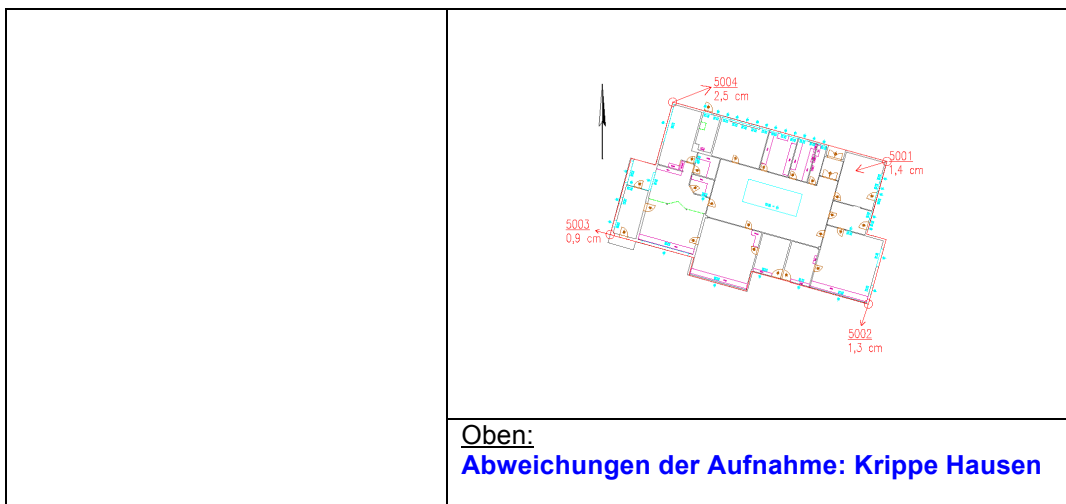 5004
2,5 cm
5001
1,4 cm
5003
0,9 cm
5002
1,3 cm
Oben:
Abweichungen der Aufnahme: Krippe Hausen